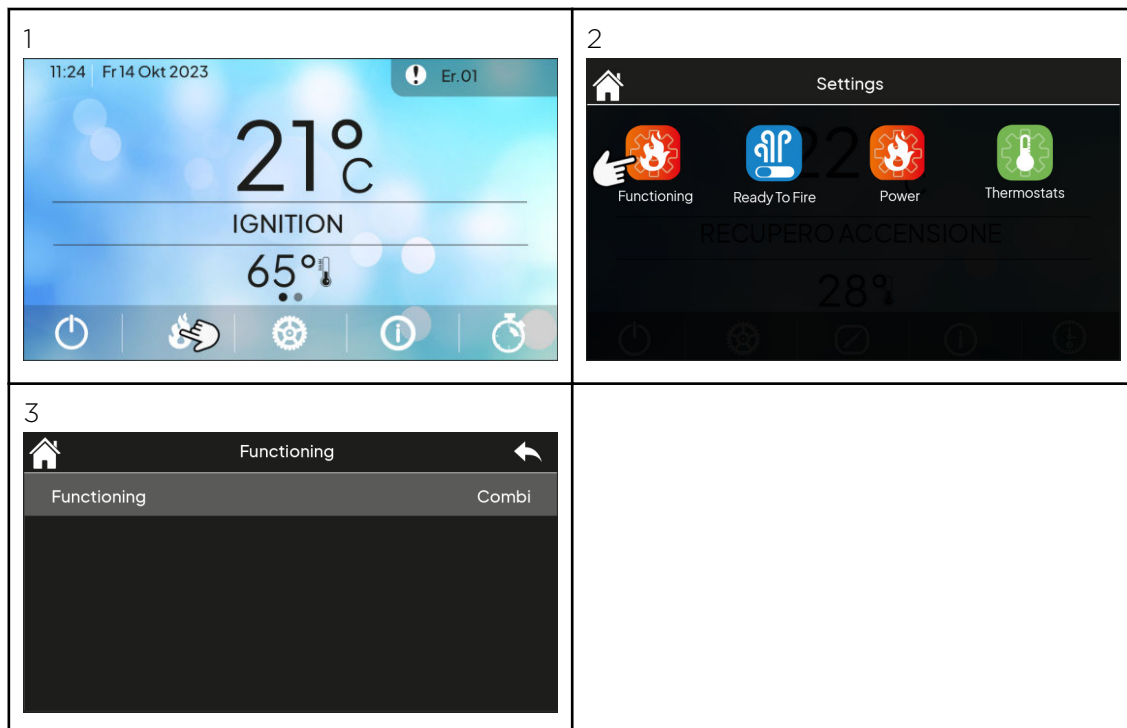 1
11:24 Fr 14 Okt 2023
Er.01
21°C
IGNITION
65°
2
Settings
22
Functioning
Ready To Fire
Power
Thermostats
RECUPERO ACCENSIONE
28°
3
Functioning
Functioning Combi